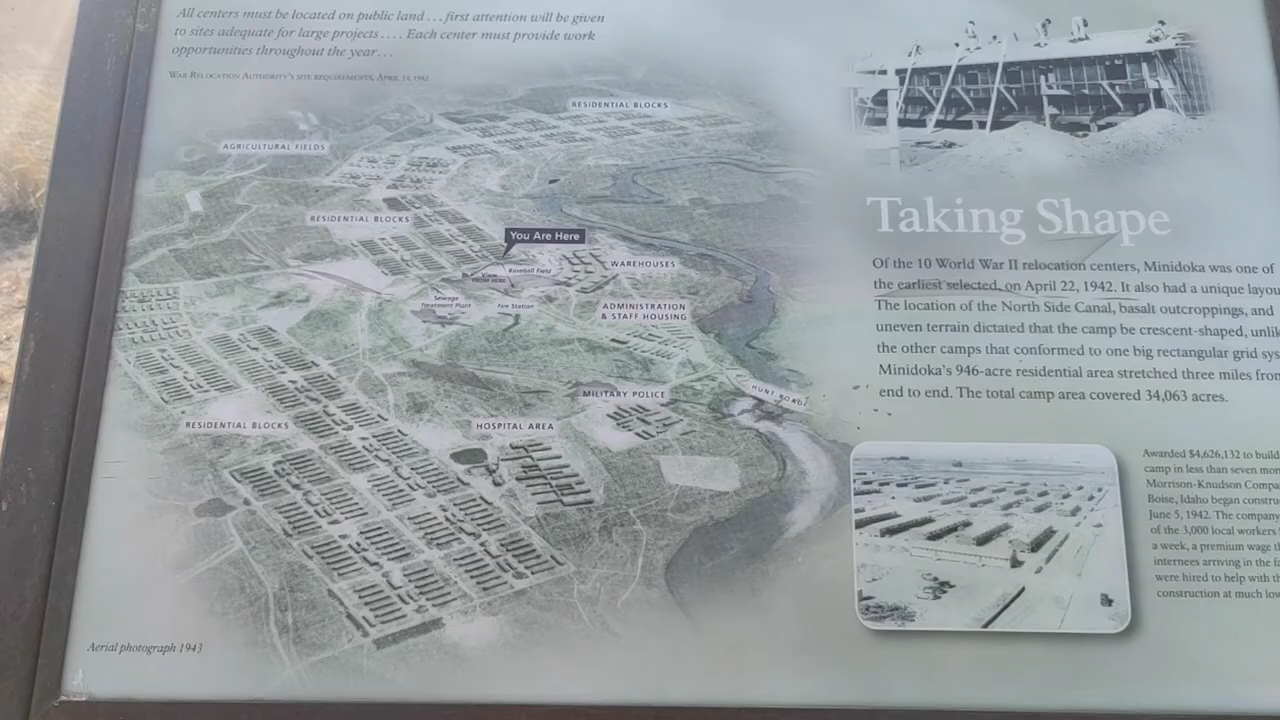 All centers must be located on public land . . . first attention will be given
to sites adequate for large projects . . . . Each center must provide work
opportunities throughout the year . . .
War Relocation Authority's site requirements, April 14, 1942
RESIDENTIAL BLOCKS
AGRICULTURAL FIELDS
RESIDENTIAL BLOCKS
You Are Here
WAREHOUSES
Baseball Field
View
FROM HERE
Sewage
Treatment Plant
Fire Station
ADMINISTRATION
& STAFF HOUSING
MILITARY POLICE
HUNT ROAD
RESIDENTIAL BLOCKS
HOSPITAL AREA
Aerial photograph 1943
Taking Shape
Of the 10 World War II relocation centers, Minidoka was one of
the earliest selected, on April 22, 1942. It also had a unique layou
The location of the North Side Canal, basalt outcroppings, and
uneven terrain dictated that the camp be crescent-shaped, unlik
the other camps that conformed to one big rectangular grid sys
Minidoka's 946-acre residential area stretched three miles from
end to end. The total camp area covered 34,063 acres.
Awarded $4,626,132 to build
camp in less than seven mon
Morrison-Knudson Compa
Boise, Idaho began constru
June 5, 1942. The company
of the 3,000 local workers
a week, a premium wage th
internees arriving in the fa
were hired to help with th
construction at much low